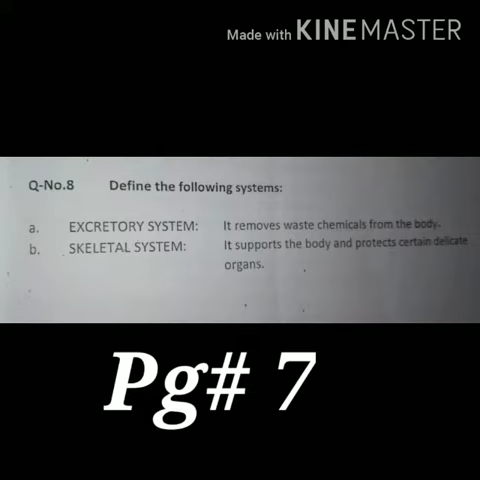 Made with KINEMASTER
Q-No.8 Define the following systems:
a. EXCRETORY SYSTEM: It removes waste chemicals from the body.
b. SKELETAL SYSTEM: It supports the body and protects certain delicate
organs.
Pg# 7